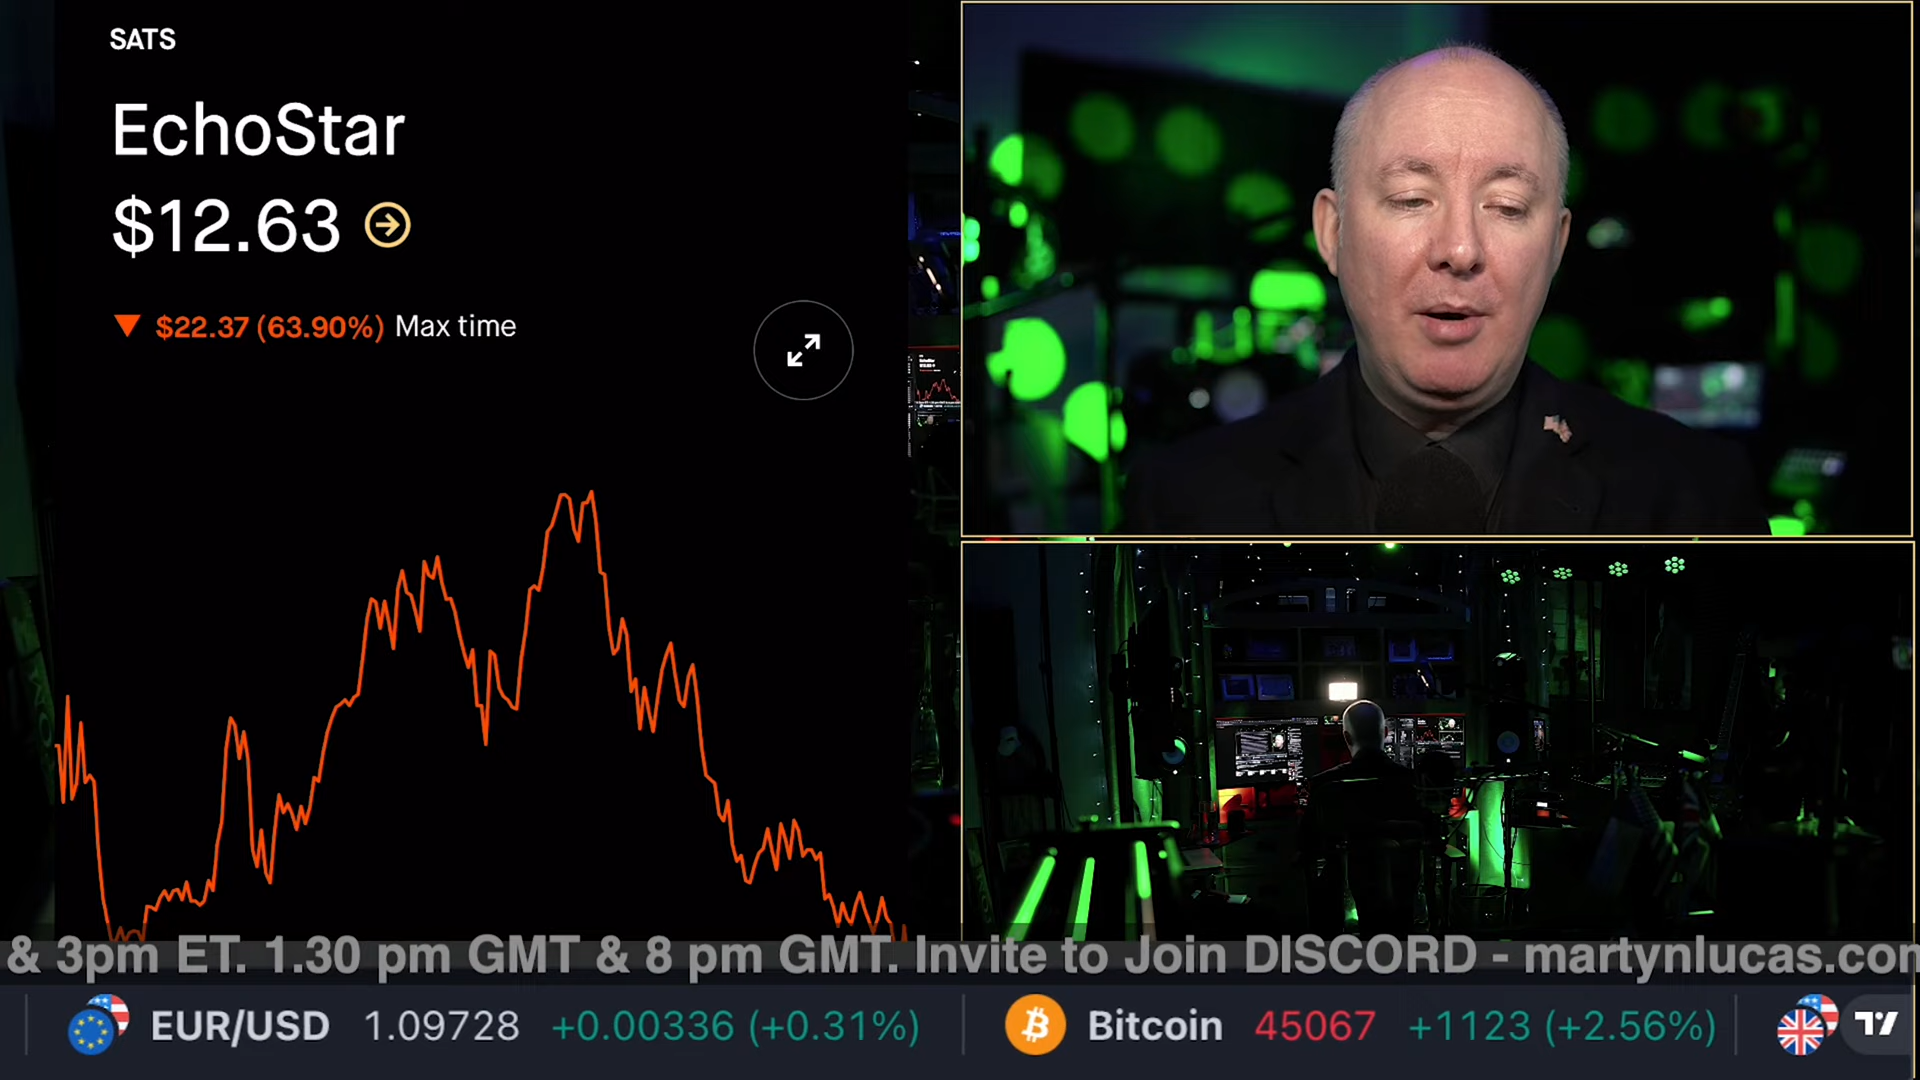 SATS
EchoStar
$12.63
$22.37 (63.90%) Max time
& 3pm ET. 1.30 pm GMT & 8 pm GMT. Invite to Join DISCORD - martynlucas.com
EUR/USD 1.09728 +0.00336 (+0.31%) Bitcoin 45067 +1123 (+2.56%)